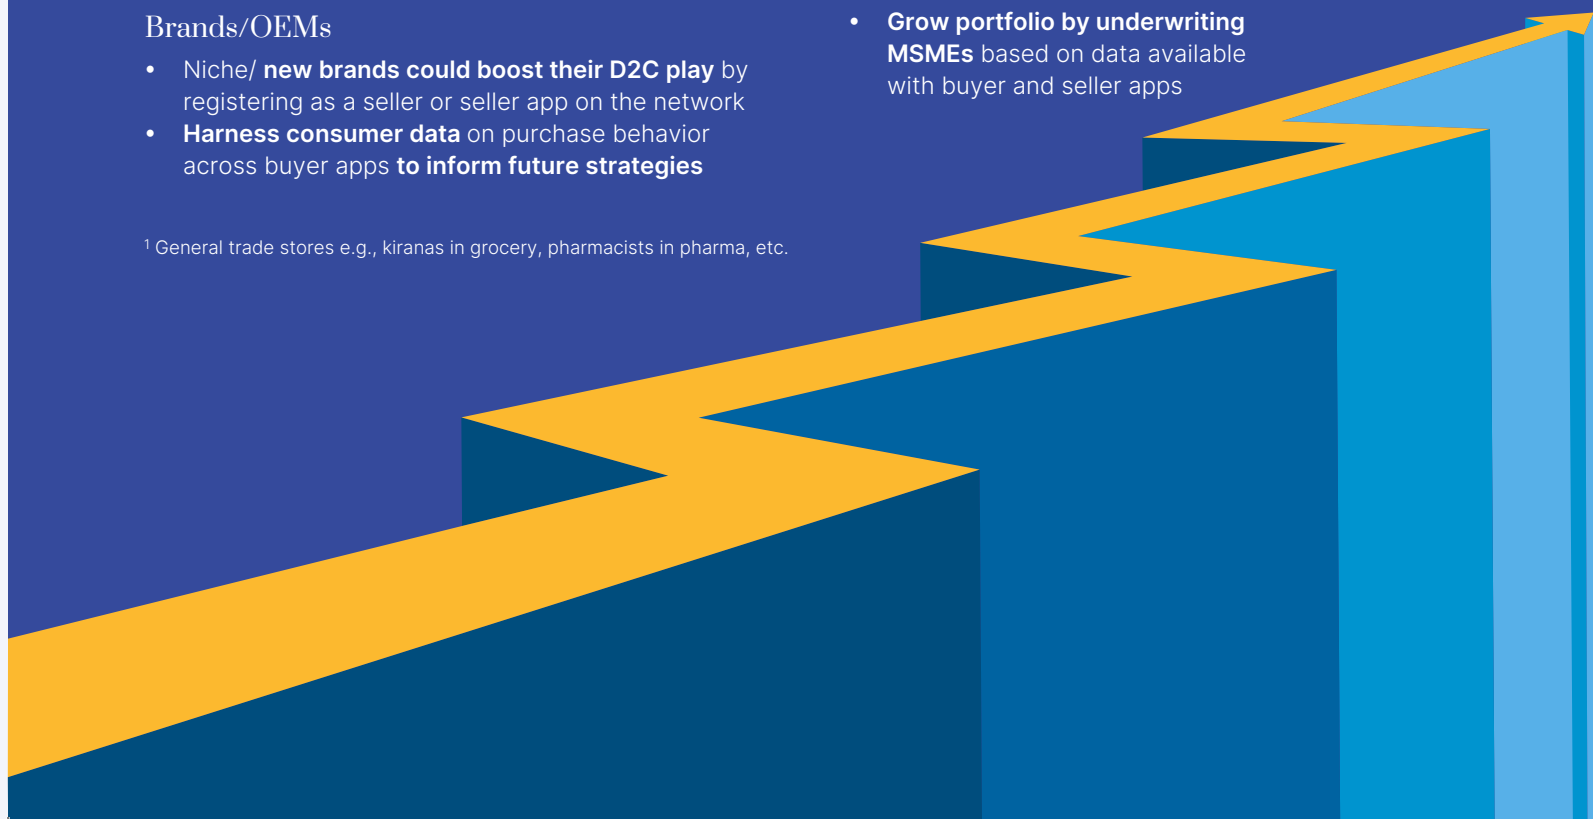 Brands/OEMs
• Niche/ new brands could boost their D2C play by
registering as a seller or seller app on the network
• Harness consumer data on purchase behavior
across buyer apps to inform future strategies
1 General trade stores e.g., kiranas in grocery, pharmacists in pharma, etc.
• Grow portfolio by underwriting
MSMEs based on data available
with buyer and seller apps